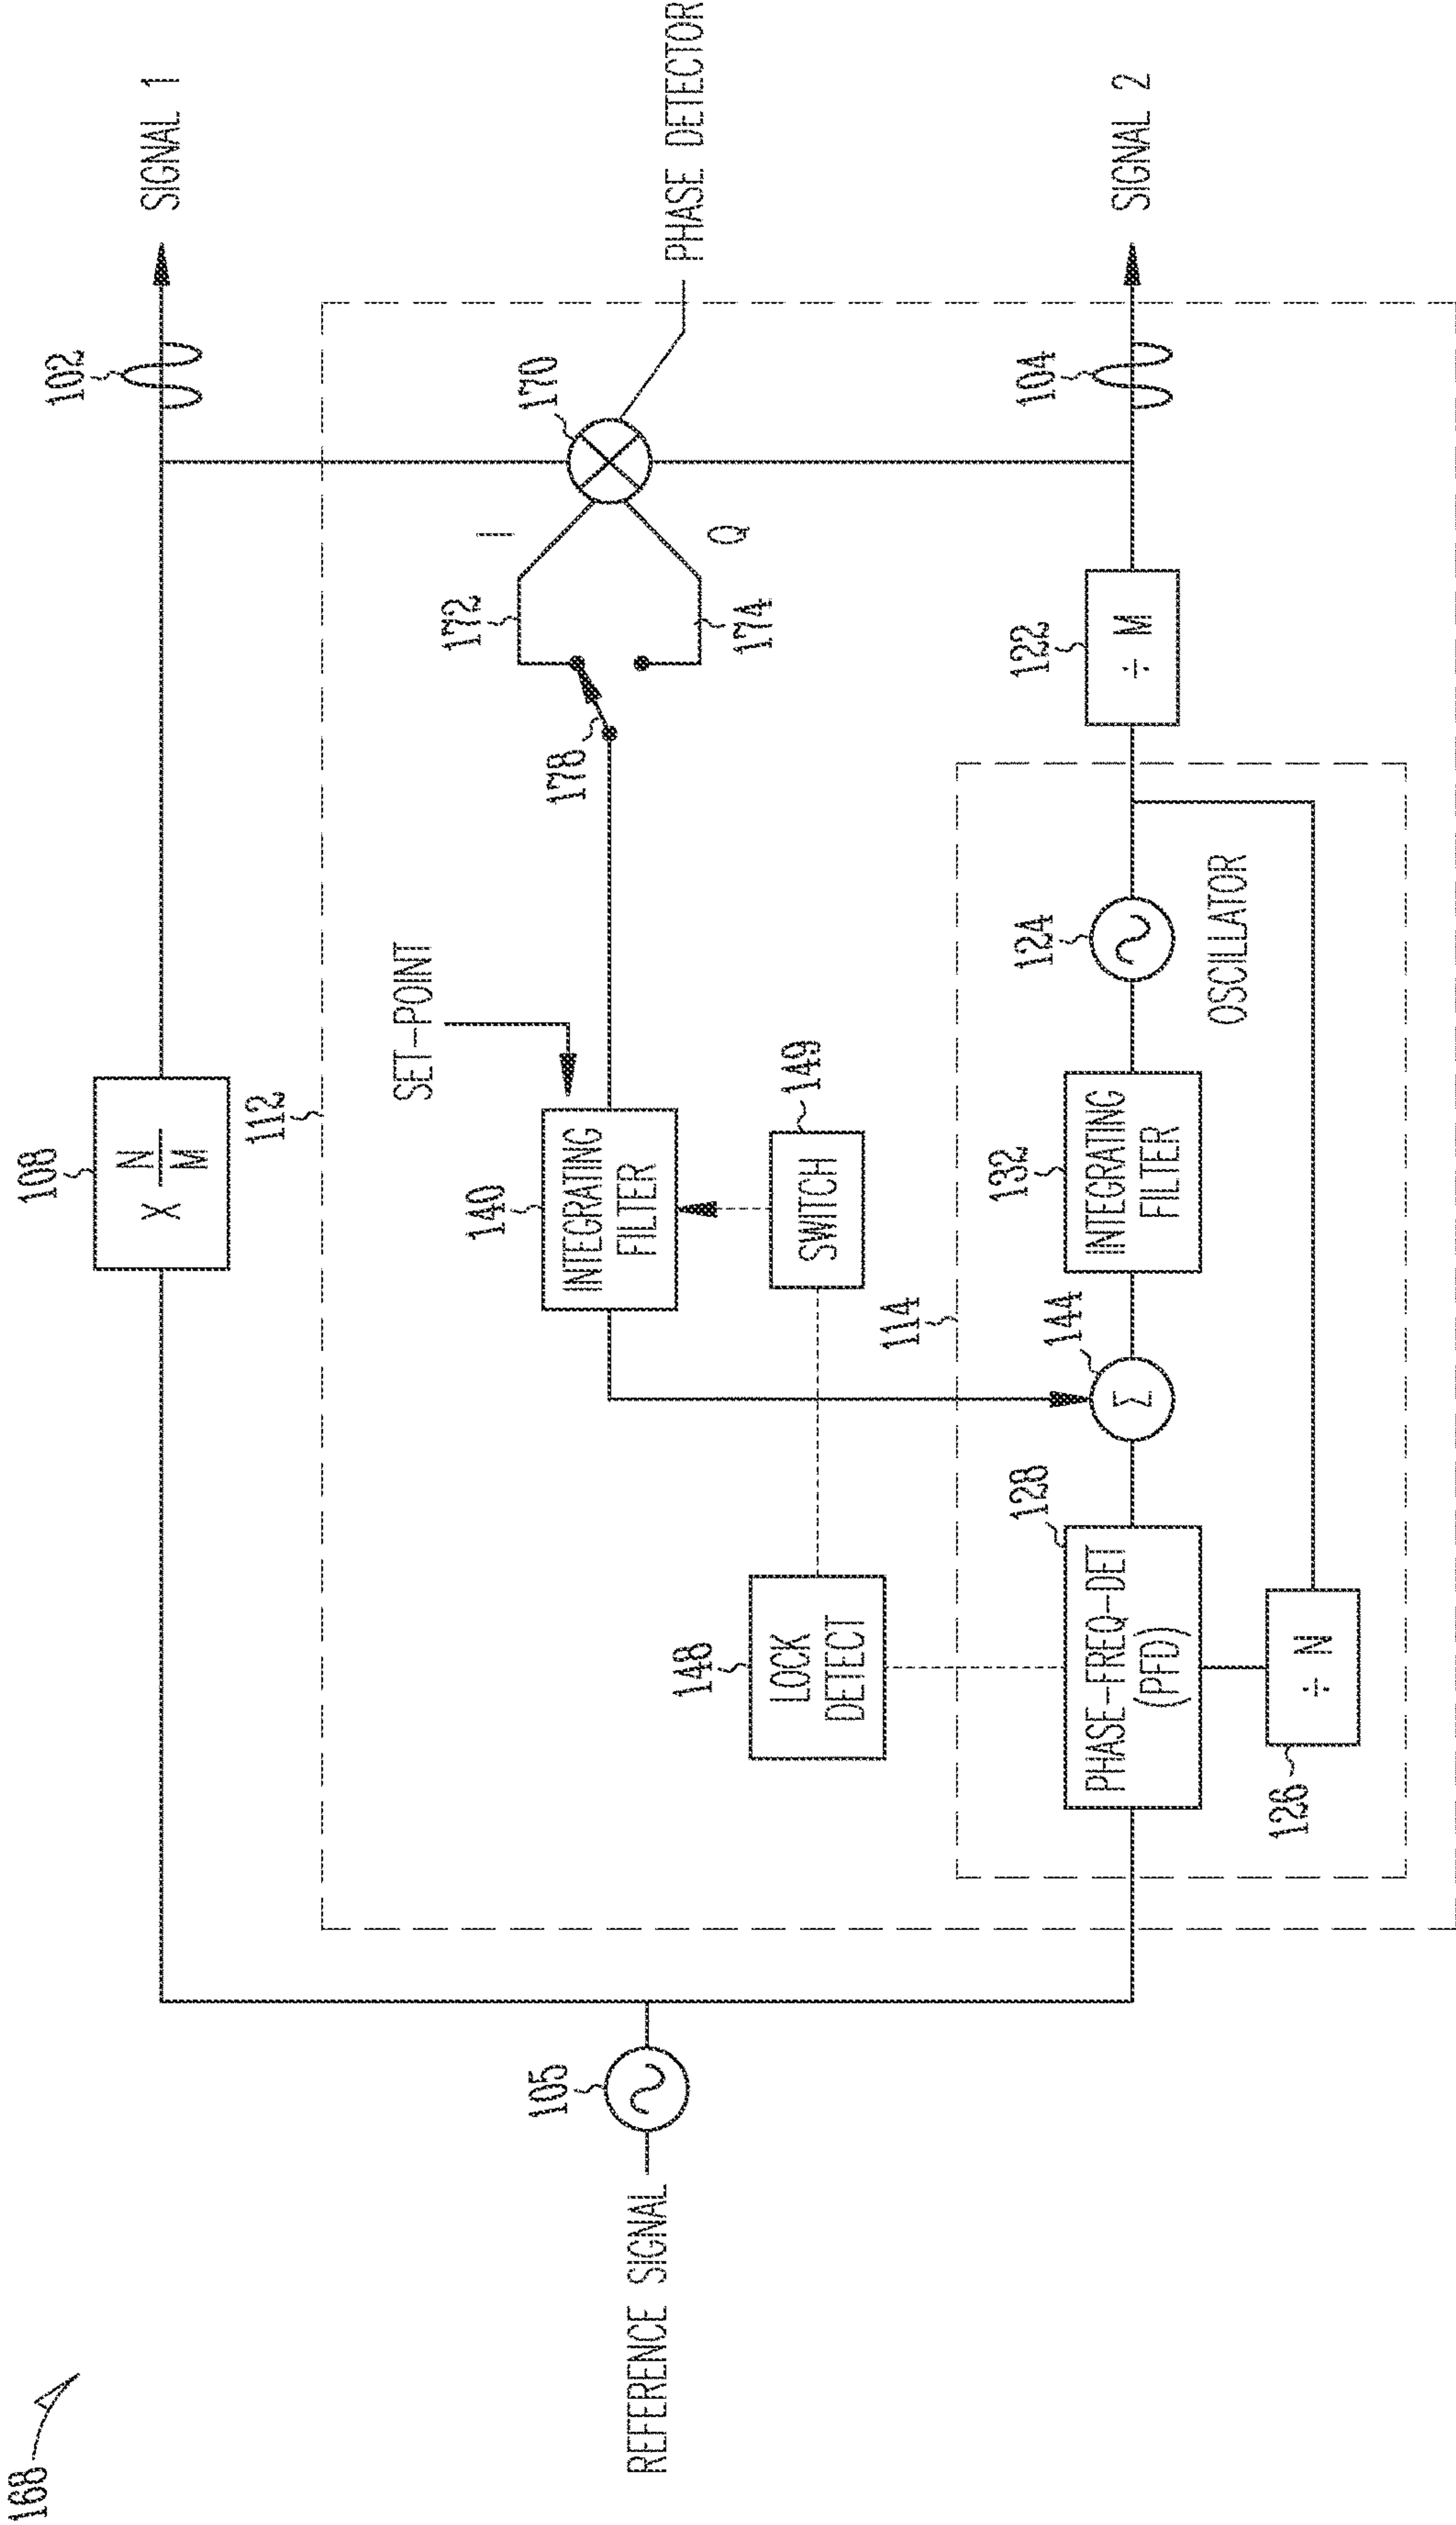 168
REFERENCE SIGNAL
105
108
X N/M
102
SIGNAL 1
112
SET-POINT
140
INTEGRATING
FILTER
178
172
I
170
Q
174
PHASE DETECTOR
149
SWITCH
148
LOCK
DETECT
114
128
PHASE-FREQ-DET
(PFD)
144
Σ
132
INTEGRATING
FILTER
124
OSCILLATOR
122
÷ M
104
SIGNAL 2
126
÷ N